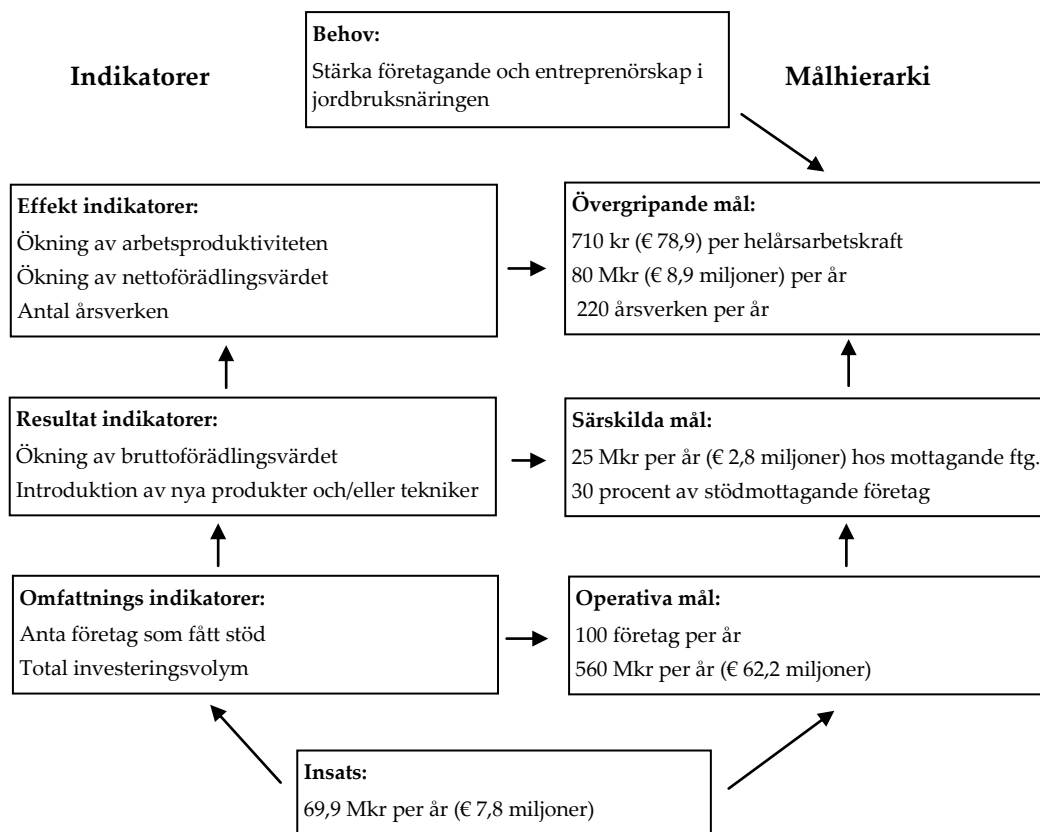 Behov:
Stärka företagande och entreprenörskap i
jordbruksnäringen
Indikatorer
Målhierarki
Effekt indikatorer:
Ökning av arbetsproduktiviteten
Ökning av nettoförädlingsvärdet
Antal årsverken
Övergripande mål:
710 kr (€ 78,9) per helårsarbetskraft
80 Mkr (€ 8,9 miljoner) per år
220 årsverken per år
Resultat indikatorer:
Ökning av bruttoförädlingsvärdet
Introduktion av nya produkter och/eller tekniker
Särskilda mål:
25 Mkr per år (€ 2,8 miljoner) hos mottagande ftg.
30 procent av stödmottagande företag
Omfattnings indikatorer:
Anta företag som fått stöd
Total investeringsvolym
Operativa mål:
100 företag per år
560 Mkr per år (€ 62,2 miljoner)
Insats:
69,9 Mkr per år (€ 7,8 miljoner)